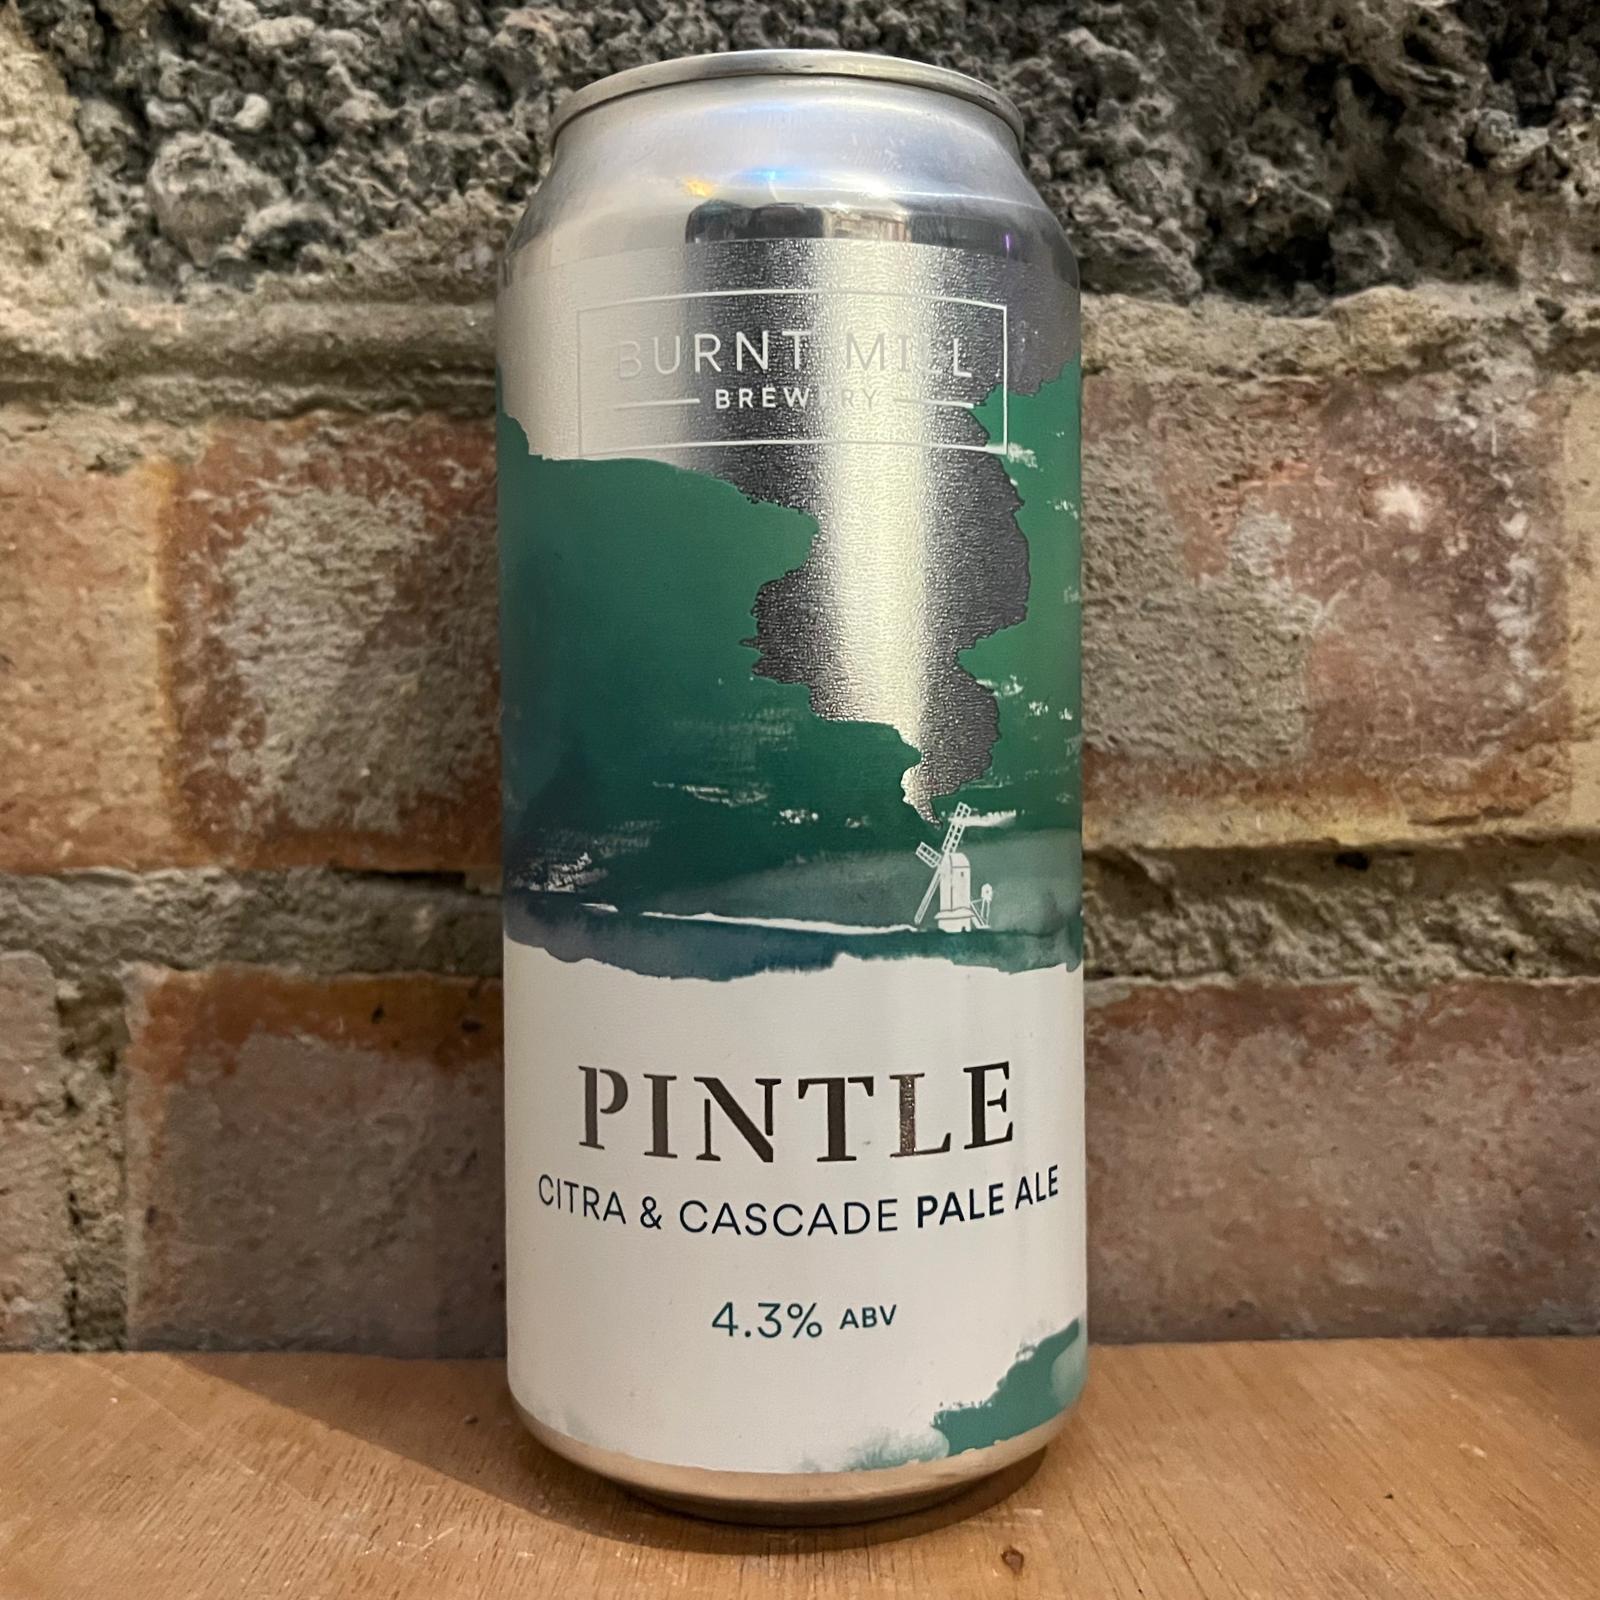 BURNT MILL
BREWERY
PINTLE
CITRA & CASCADE PALE ALE
4.3% ABV